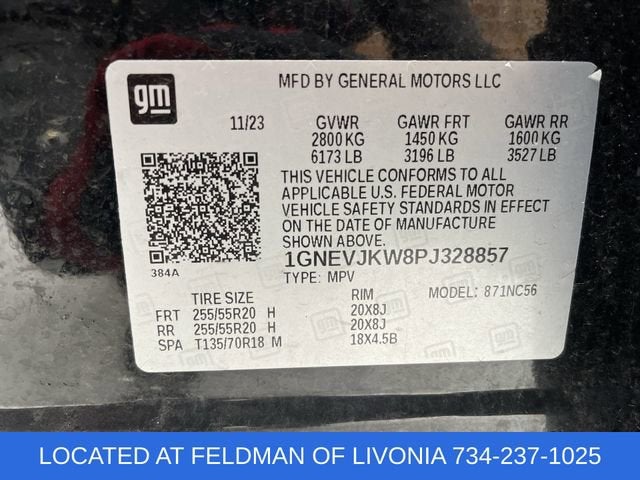 gm
MFD BY GENERAL MOTORS LLC
11/23 GVWR GAWR FRT GAWR RR
2800 KG 1450 KG 1600 KG
6173 LB 3196 LB 3527 LB
THIS VEHICLE CONFORMS TO ALL
APPLICABLE U.S. FEDERAL MOTOR
VEHICLE SAFETY STANDARDS IN EFFECT
ON THE DATE OF MANUFACTURE
SHOWN ABOVE.
1GNEVJKW8PJ328857
384A
TYPE: MPV
MODEL: 871NC56
TIRE SIZE RIM
FRT 255/55R20 H 20X8J
RR 255/55R20 H 20X8J
SPA T135/70R18 M 18X4.5B
LOCATED AT FELDMAN OF LIVONIA 734-237-1025